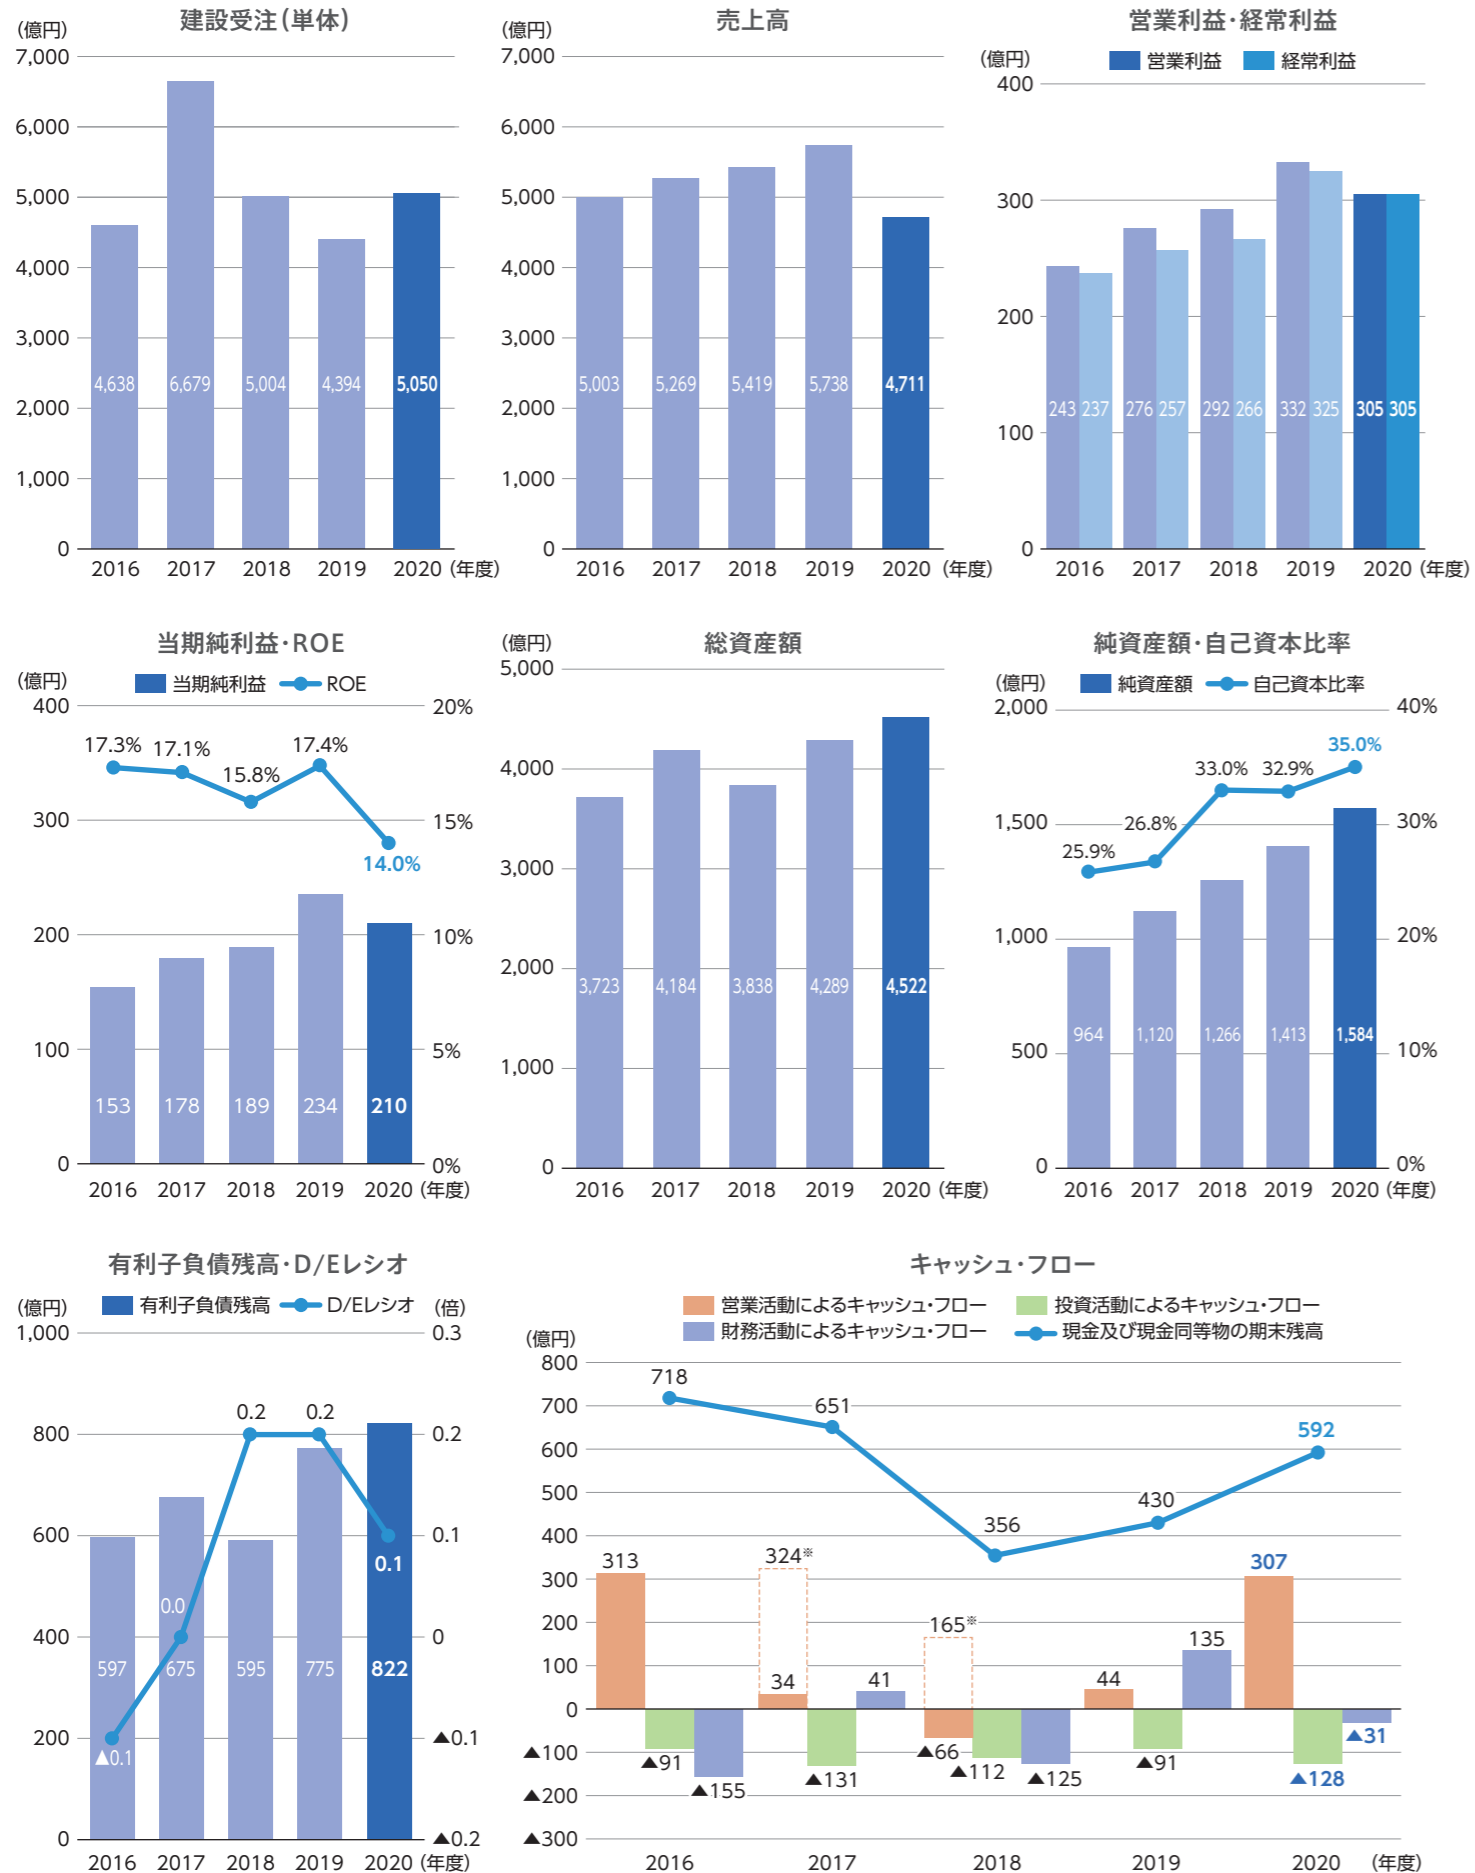 建設受注(単体)
(億円)
7,000
6,000
5,000
4,000
3,000
2,000
1,000
0
4,638 6,679 5,004 4,394 5,050
2016 2017 2018 2019 2020 (年度)
売上高
(億円)
7,000
6,000
5,000
4,000
3,000
2,000
1,000
0
5,003 5,269 5,419 5,738 4,711
2016 2017 2018 2019 2020 (年度)
営業利益・経常利益
(億円) 営業利益 経常利益
400
300
200
100
0
243 237 276 257 292 266 332 325 305 305
2016 2017 2018 2019 2020 (年度)
当期純利益・ROE
(億円) 当期純利益 ROE
400 20%
17.3% 17.1% 15.8% 17.4% 14.0%
300 15%
200 10%
100 5%
153 178 189 234 210
0 0%
2016 2017 2018 2019 2020 (年度)
総資産額
(億円)
5,000
4,000
3,000
2,000
1,000
0
3,723 4,184 3,838 4,289 4,522
2016 2017 2018 2019 2020 (年度)
純資産額・自己資本比率
(億円) 純資産額 自己資本比率
2,000 40%
25.9% 26.8% 33.0% 32.9% 35.0%
1,500 30%
1,000 20%
964 1,120 1,266 1,413 1,584
500 10%
0 0%
2016 2017 2018 2019 2020 (年度)
有利子負債残高・D/Eレシオ
(億円) 有利子負債残高 D/Eレシオ (倍)
1,000 0.3
0.2 0.2
800 0.2
600 0.1
0.1
0.0
400 0
597 675 595 775 822
200 ▲0.1
▲0.1
0 ▲0.2
2016 2017 2018 2019 2020 (年度)
キャッシュ・フロー
営業活動によるキャッシュ・フロー 投資活動によるキャッシュ・フロー
財務活動によるキャッシュ・フロー 現金及び現金同等物の期末残高
(億円)
800
700
600
500
400
300
200
100
0
▲100
▲200
▲300
718 651 356 430 592
313 324※ 34 41 165※ 44 135 307
▲91 ▲155 ▲131 ▲66 ▲112 ▲125 ▲91 ▲128 ▲31
2016 2017 2018 2019 2020 (年度)